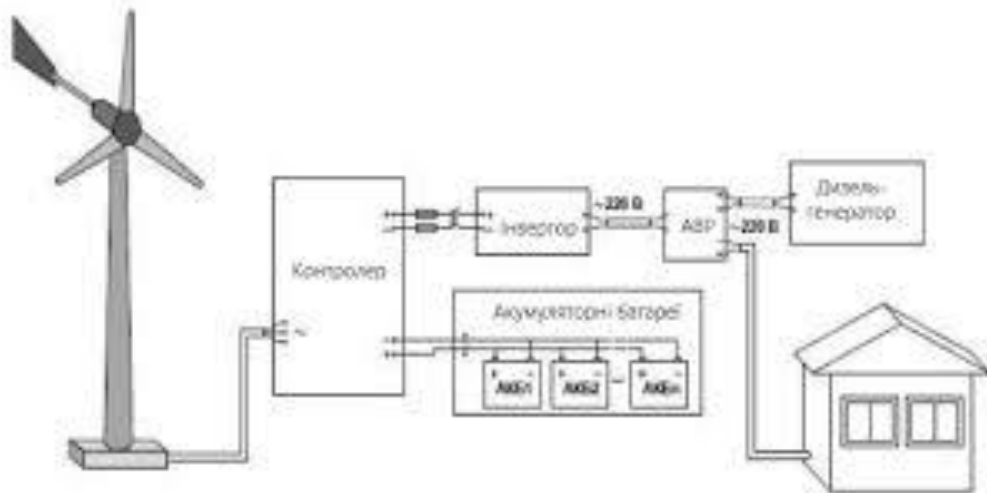 Контролер
~
Інвертор
~220 В
АВР
~220 В
Дизель-
генератор
Акумуляторні батареї
АКБ1
АКБ2
АКБn